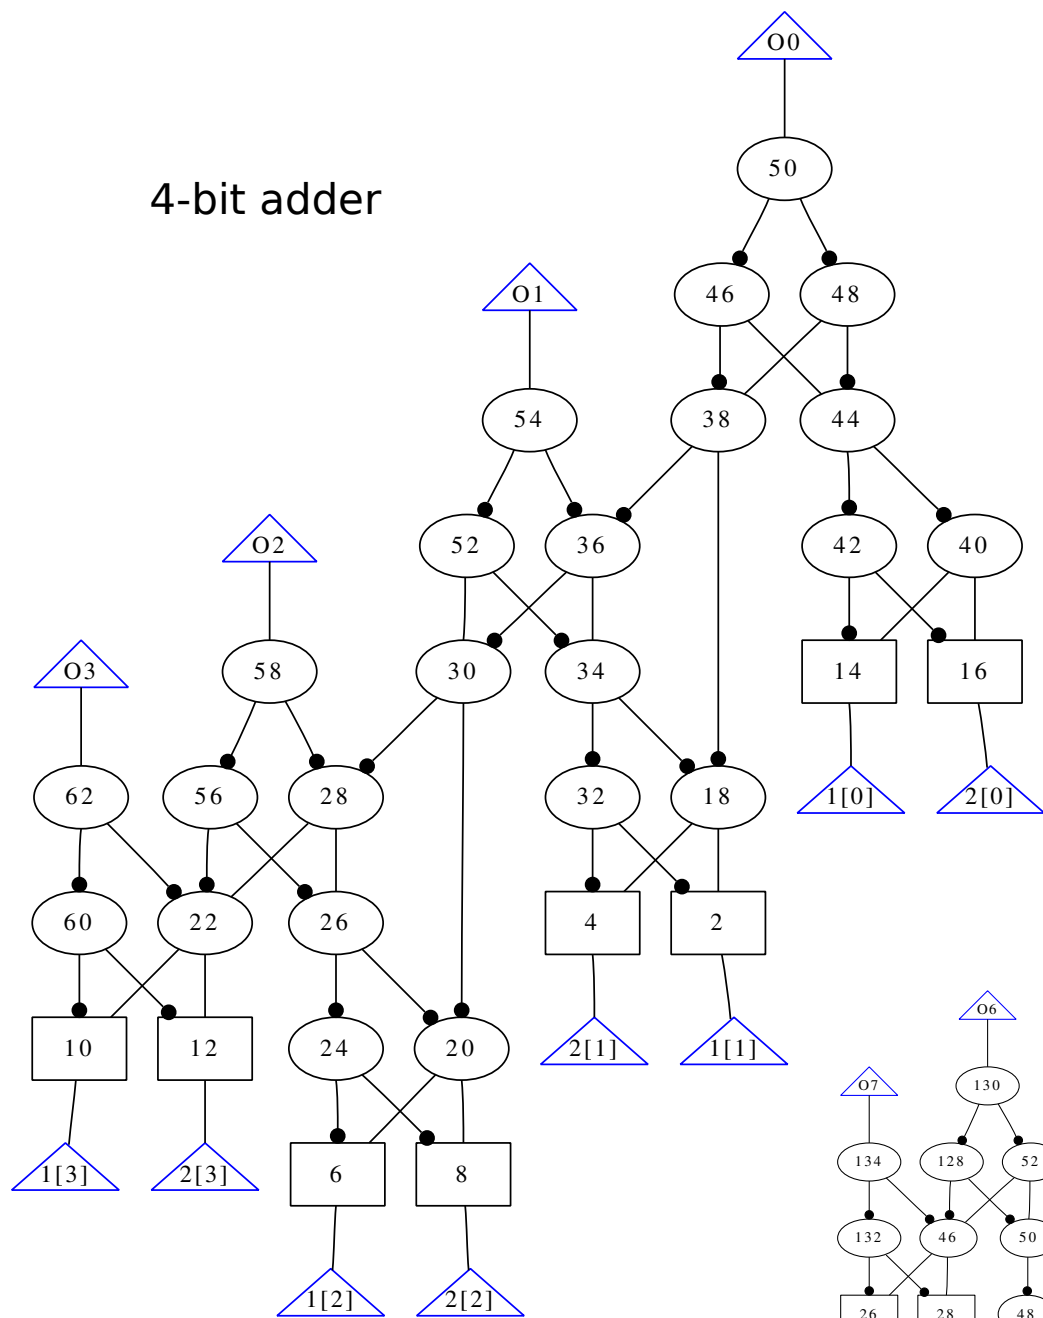 O0
50
4-bit adder
46 48
O1
54 38 44
O2 52 36 42 40
O3 58 30 34 14 16
62 56 28 32 18 1[0] 2[0]
60 22 26 4 2
10 12 24 20 2[1] 1[1]
O6
O7 130
1[3] 2[3] 6 8 134 128 52
132 46 50
1[2] 2[2] 26 28 48